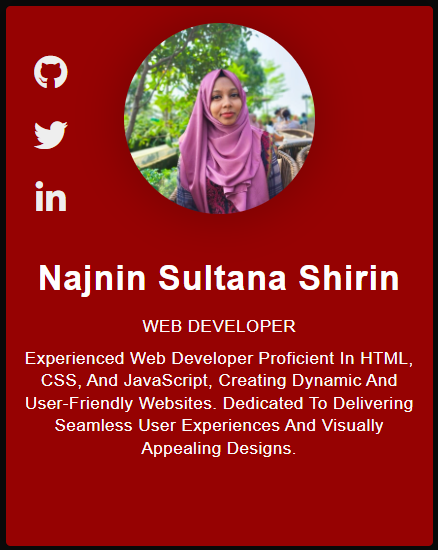 Najnin Sultana Shirin
WEB DEVELOPER
Experienced Web Developer Proficient In HTML,
CSS, And JavaScript, Creating Dynamic And
User-Friendly Websites. Dedicated To Delivering
Seamless User Experiences And Visually
Appealing Designs.